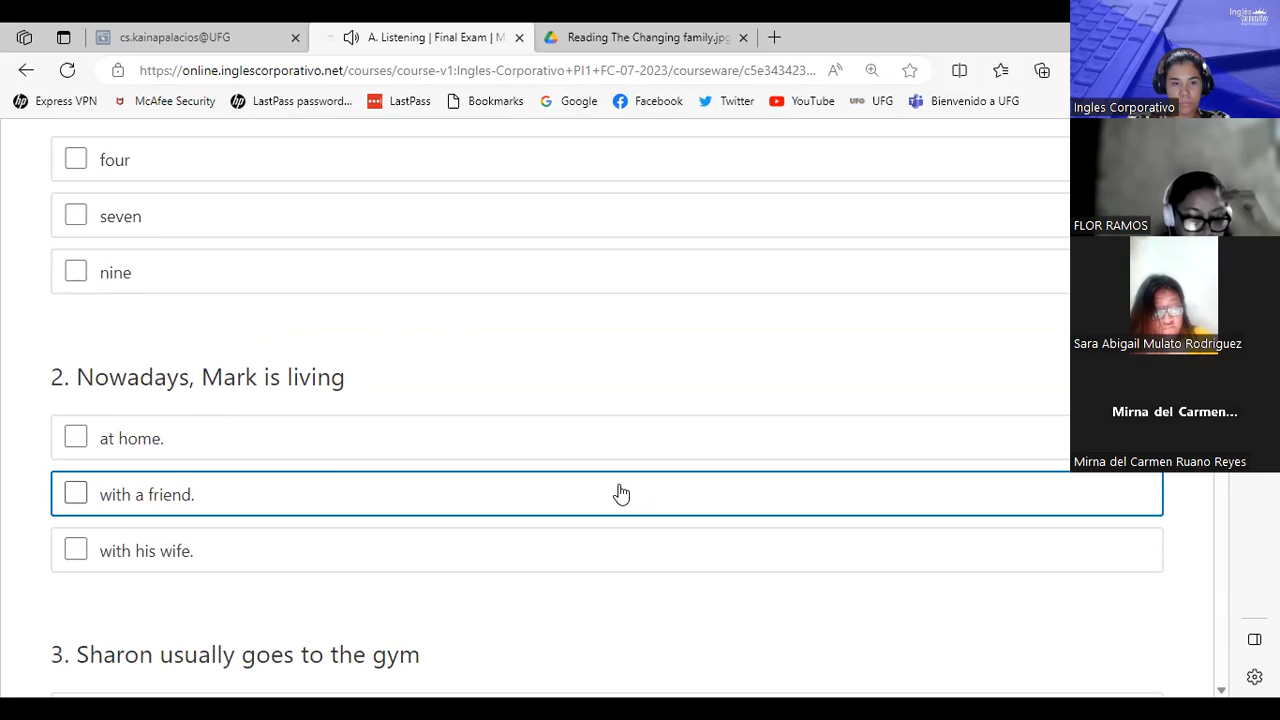 cs.kainapalacios@UFG
A. Listening | Final Exam | M
Reading The Changing family.jpg
https://online.inglescorporativo.net/courses/course-v1:Ingles-Corporativo+PI1+FC-07-2023/courseware/c5e343423...
Express VPN
McAfee Security
LastPass password...
LastPass
Bookmarks
Google
Facebook
Twitter
YouTube
UFG
UFG
Bienvenido a UFG
four
seven
nine
2. Nowadays, Mark is living
at home.
with a friend.
with his wife.
3. Sharon usually goes to the gym
Inglés
Corporativo
Ingles Corporativo
FLOR RAMOS
Sara Abigail Mulato Rodriguez
Mirna del Carmen...
Mirna del Carmen Ruano Reyes